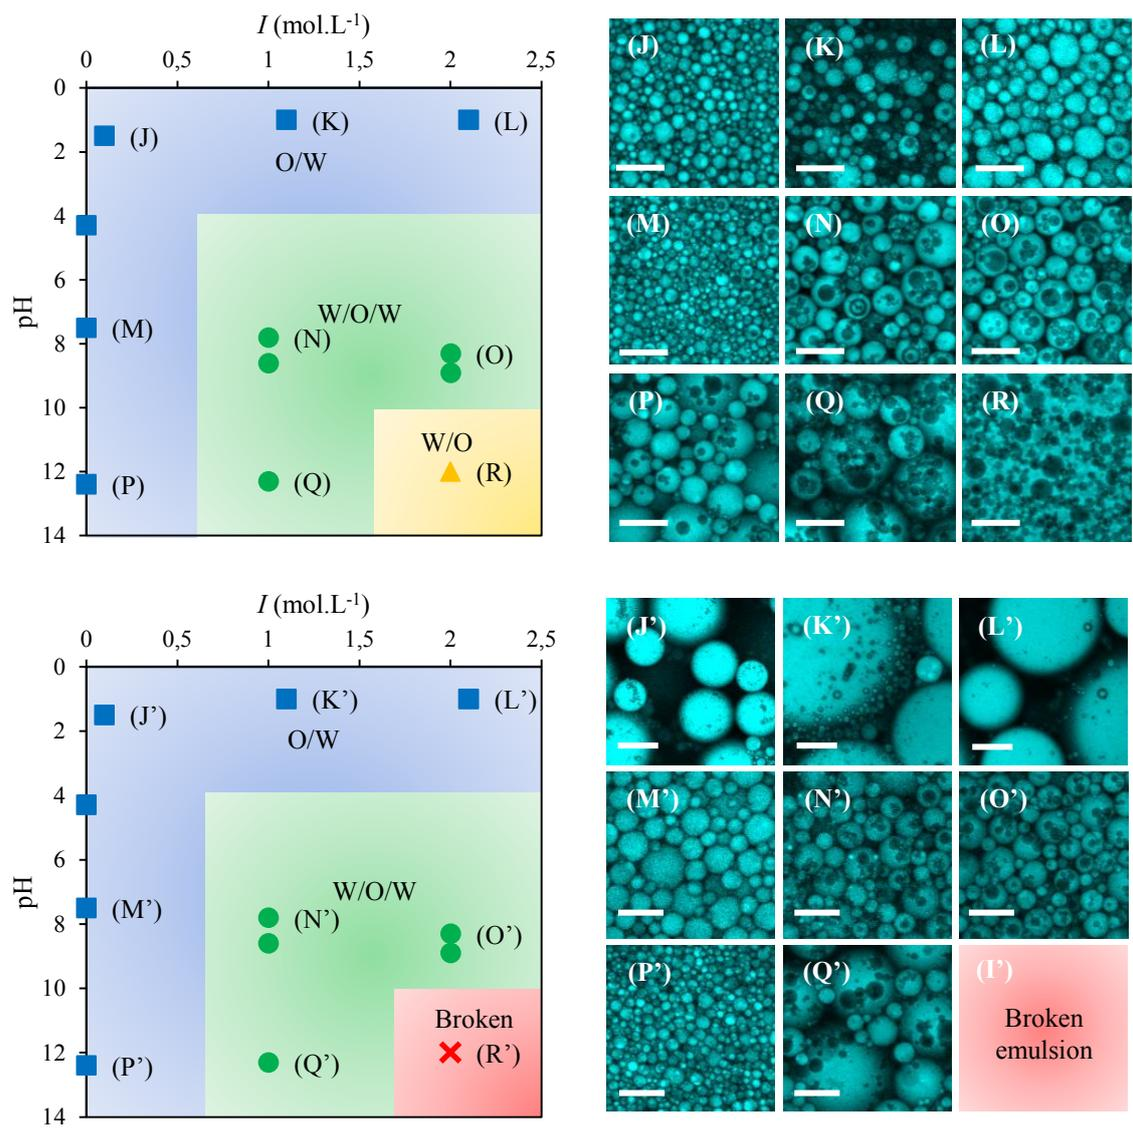 I (mol.L-1)
0 0,5 1 1,5 2 2,5
0
2
4
6
8
10
12
14
pH
(J)
(K)
(L)
O/W
(M)
W/O/W
(N)
(O)
W/O
(P)
(Q)
(R)
(J) (K) (L)
(M) (N) (O)
(P) (Q) (R)
I (mol.L-1)
0 0,5 1 1,5 2 2,5
0
2
4
6
8
10
12
14
pH
(J’)
(K’)
(L’)
O/W
(M’)
W/O/W
(N’)
(O’)
Broken
(P’)
(Q’)
(R’)
(J’) (K’) (L’)
(M’) (N’) (O’)
(P’) (Q’) (I’)
Broken
emulsion